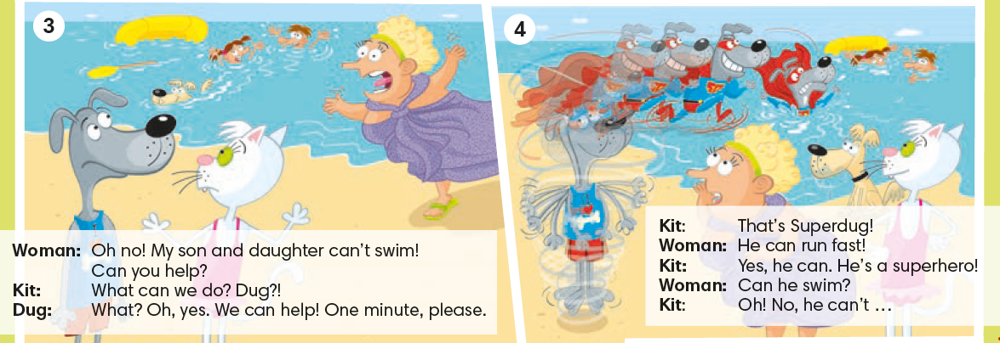 3
Woman: Oh no! My son and daughter can't swim!
Can you help?
Kit: What can we do? Dug?!
Dug: What? Oh, yes. We can help! One minute, please.
4
Kit: That's Superdug!
Woman: He can run fast!
Kit: Yes, he can. He's a superhero!
Woman: Can he swim?
Kit: Oh! No, he can't …